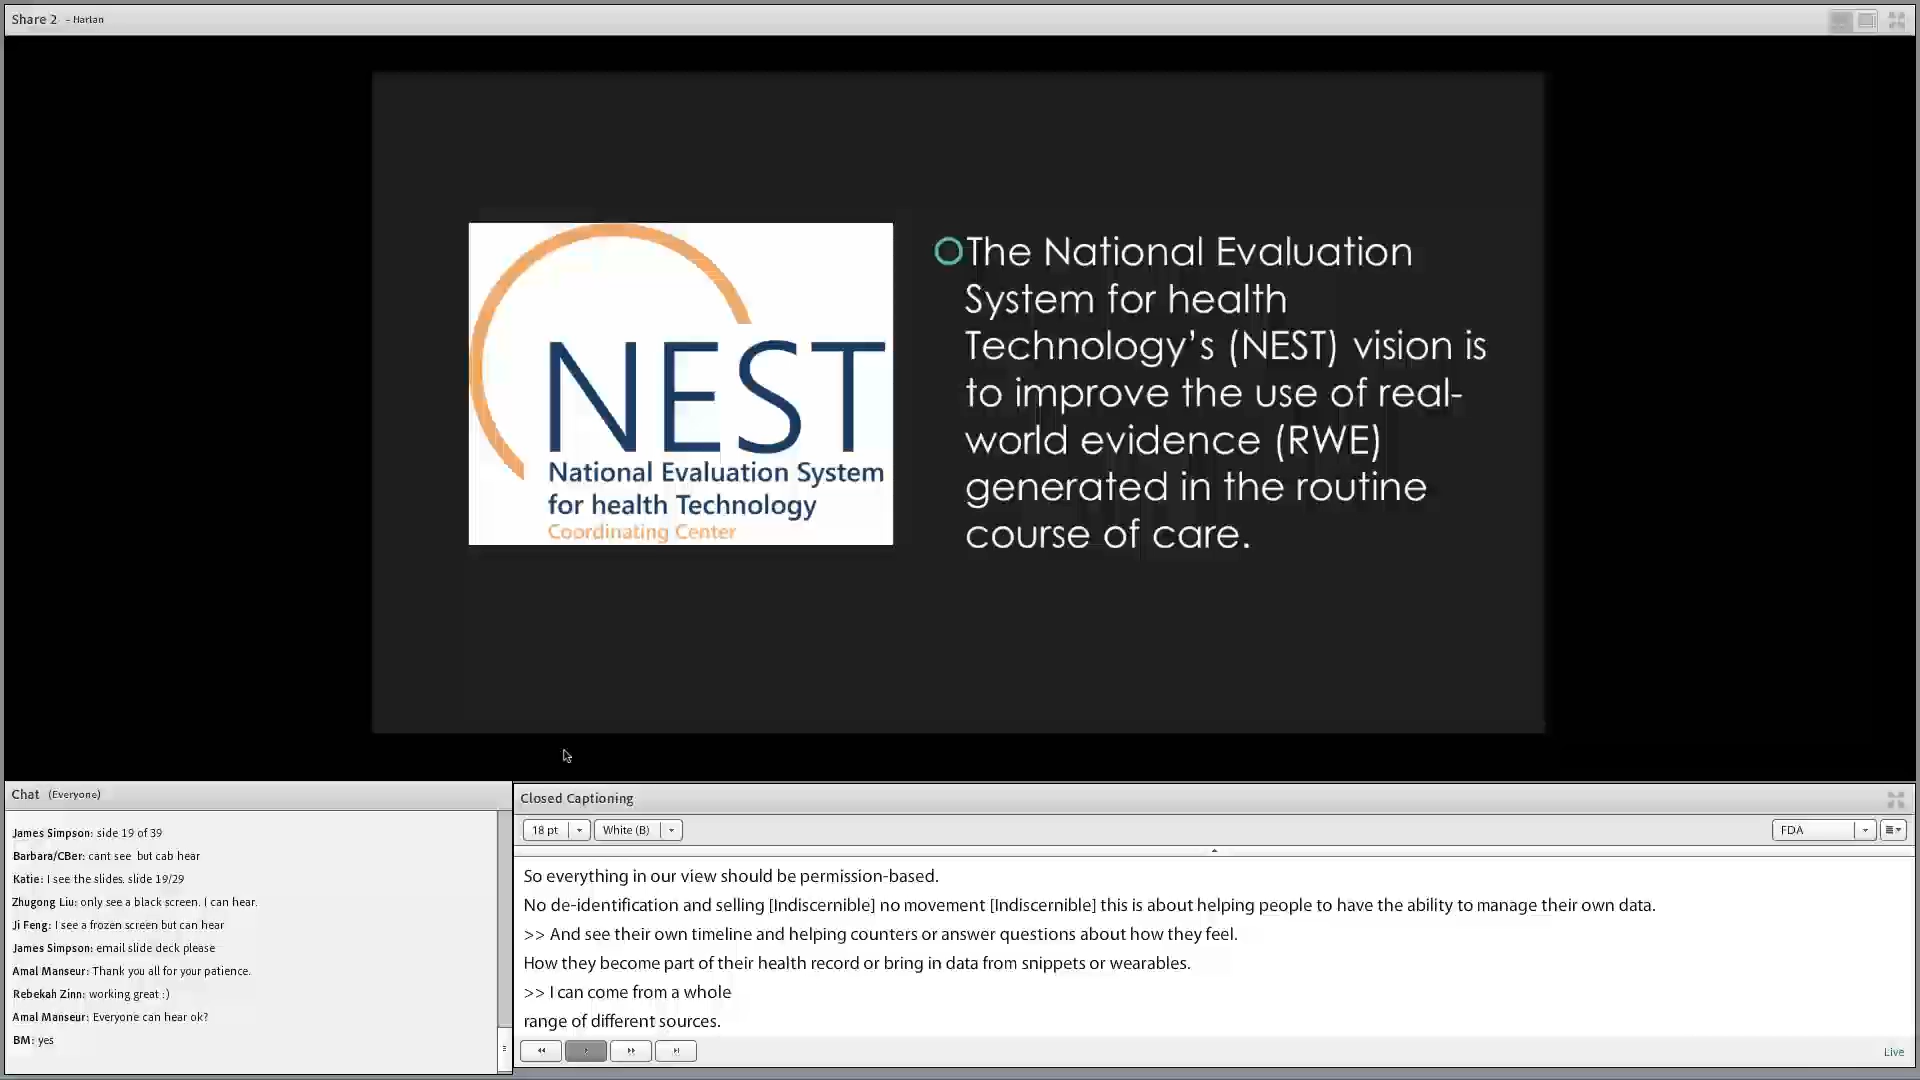 Share 2 - Harlan
NEST
National Evaluation System
for health Technology
Coordinating Center
The National Evaluation
System for health
Technology’s (NEST) vision is
to improve the use of real-
world evidence (RWE)
generated in the routine
course of care.
Chat (Everyone)
James Simpson: side 19 of 39
Barbara/CBer: cant see but cab hear
Katie: I see the slides. slide 19/29
Zhugong Liu: only see a black screen. I can hear.
Ji Feng: I see a frozen screen but can hear
James Simpson: email slide deck please
Amal Manseur: Thank you all for your patience.
Rebekah Zinn: working great :)
Amal Manseur: Everyone can hear ok?
BM: yes
Closed Captioning
18 pt White (B) FDA
So everything in our view should be permission-based.
No de-identification and selling [Indiscernible] no movement [Indiscernible] this is about helping people to have the ability to manage their own data.
>> And see their own timeline and helping counters or answer questions about how they feel.
How they become part of their health record or bring in data from snippets or wearables.
>> I can come from a whole
range of different sources.
Live